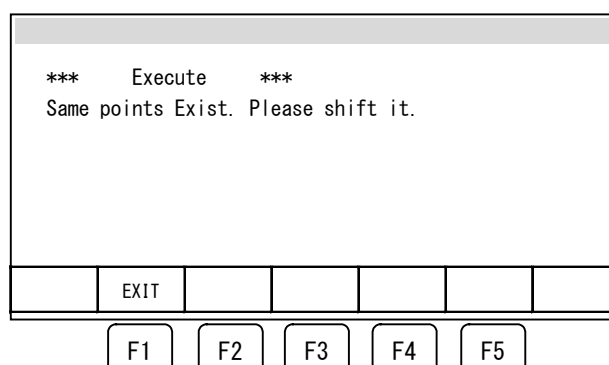 *** Execute ***
Same points Exist. Please shift it.
EXIT
F1 F2 F3 F4 F5